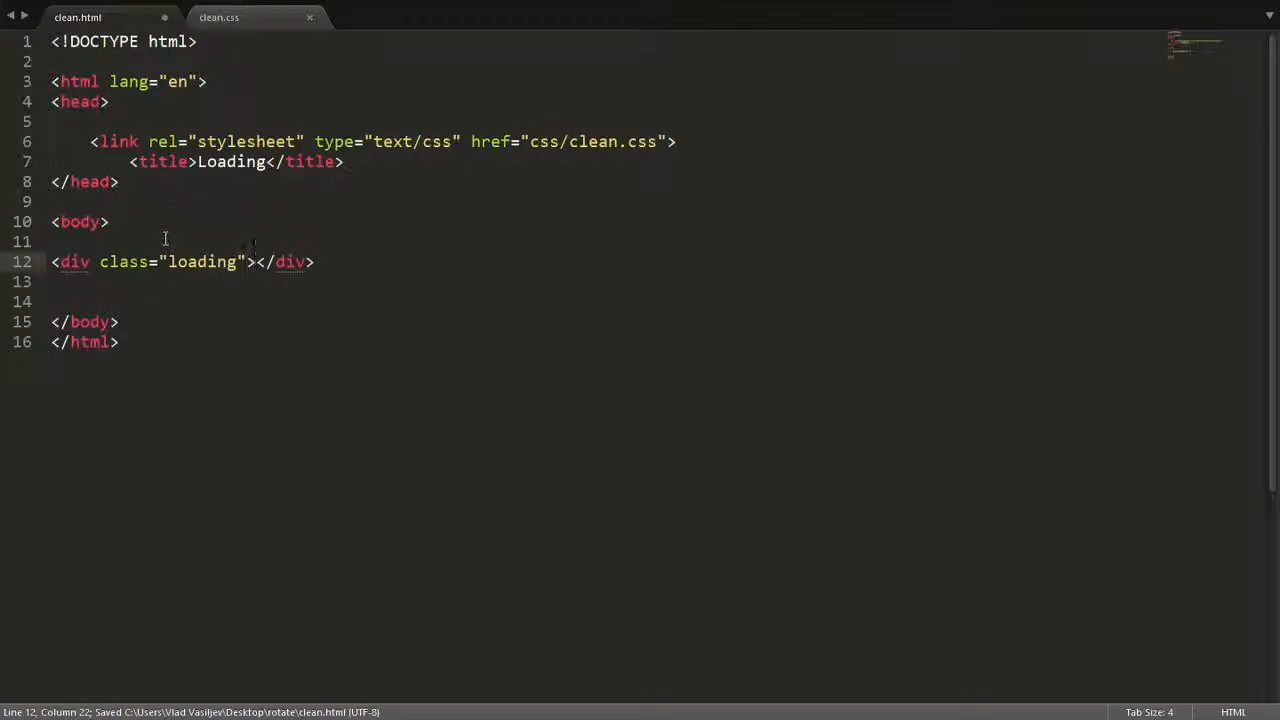 clean.html clean.css
1 <!DOCTYPE html>
2
3 <html lang="en">
4 <head>
5
6 <link rel="stylesheet" type="text/css" href="css/clean.css">
7 <title>Loading</title>
8 </head>
9
10 <body>
11
12 <div class="loading"></div>
13
14
15 </body>
16 </html>
Line 12, Column 22; Saved C:\Users\Vlad Vasiljev\Desktop\rotate\clean.html (UTF-8) Tab Size: 4 HTML